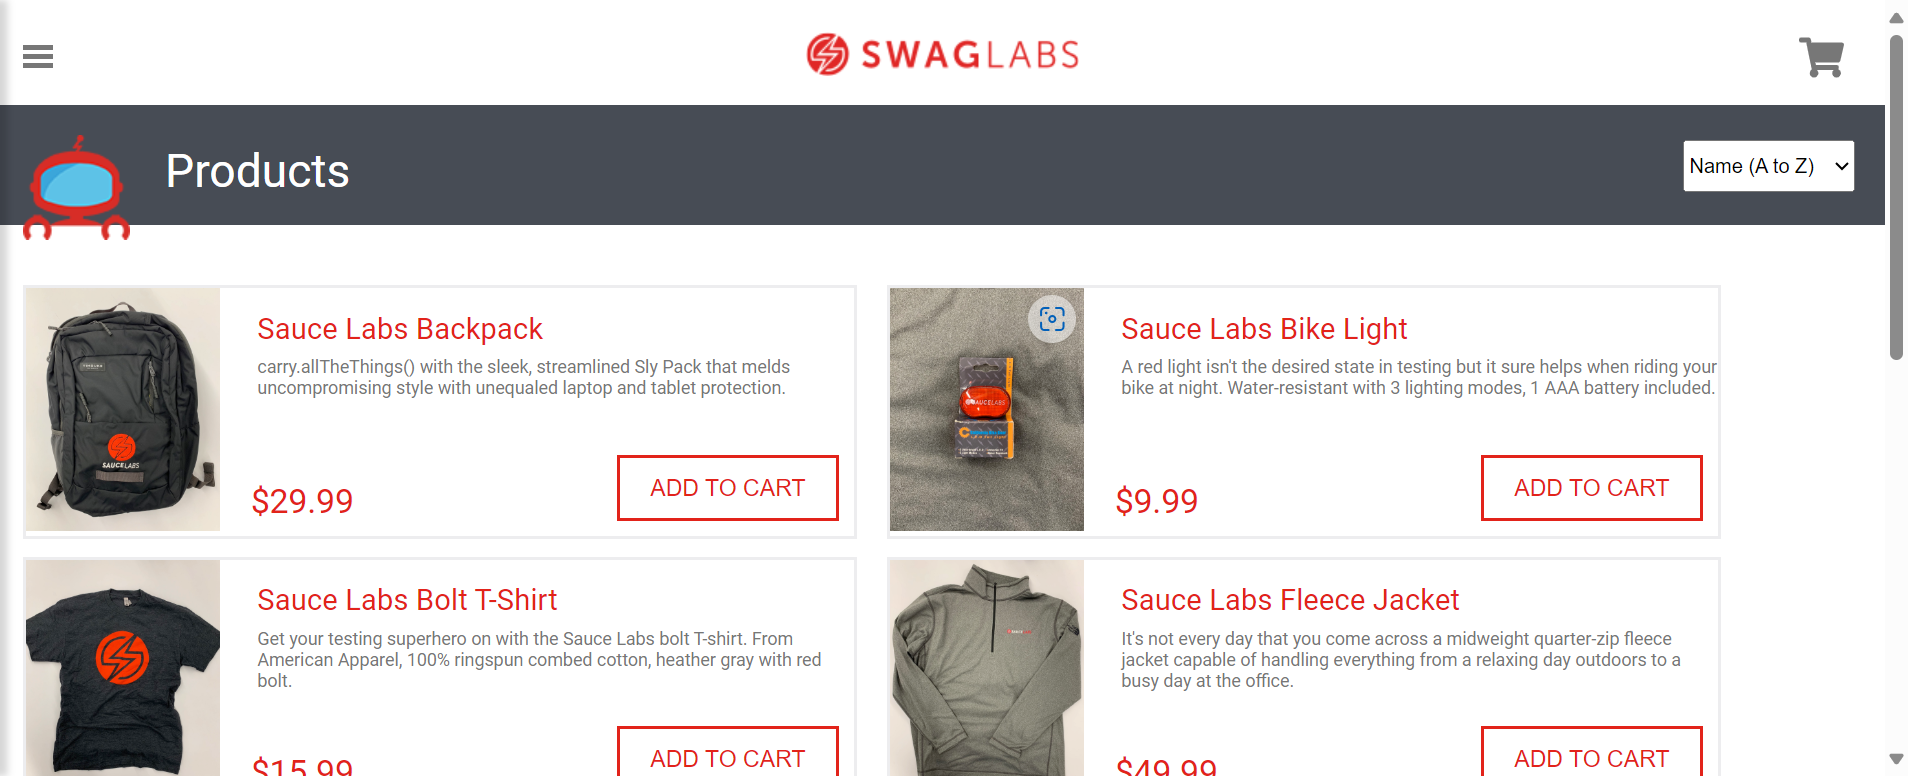 SWAGLABS
Products
Name (A to Z)
Sauce Labs Backpack
carry.allTheThings() with the sleek, streamlined Sly Pack that melds
uncompromising style with unequaled laptop and tablet protection.
$29.99
ADD TO CART
SAUCELABS
Sauce Labs Bike Light
A red light isn't the desired state in testing but it sure helps when riding your
bike at night. Water-resistant with 3 lighting modes, 1 AAA battery included.
$9.99
ADD TO CART
SAUCELABS
Sauce Labs Bolt T-Shirt
Get your testing superhero on with the Sauce Labs bolt T-shirt. From
American Apparel, 100% ringspun combed cotton, heather gray with red
bolt.
$15.99
ADD TO CART
Sauce Labs Fleece Jacket
It's not every day that you come across a midweight quarter-zip fleece
jacket capable of handling everything from a relaxing day outdoors to a
busy day at the office.
$49.99
ADD TO CART